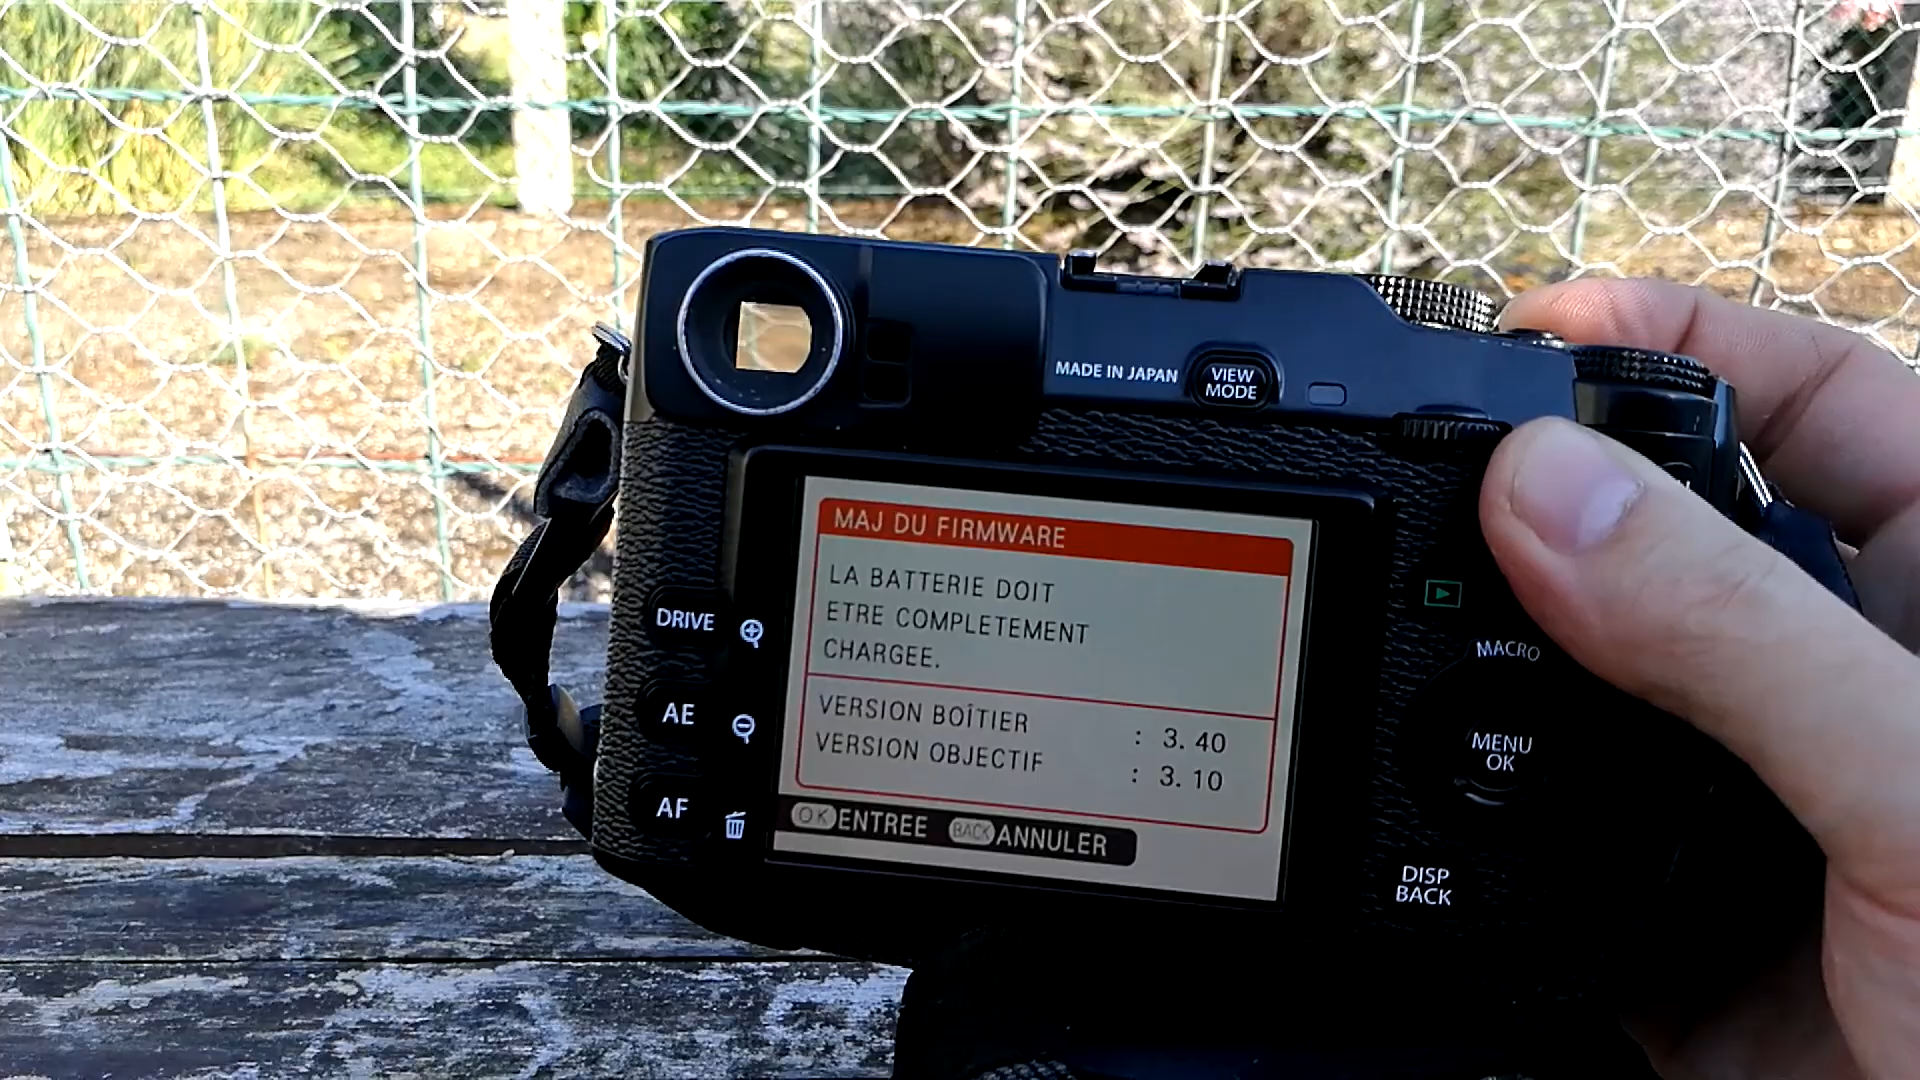 MADE IN JAPAN
VIEW
MODE
MAJ DU FIRMWARE
LA BATTERIE DOIT
ETRE COMPLETEMENT
CHARGEE.
VERSION BOÎTIER : 3.40
VERSION OBJECTIF : 3.10
OK ENTREE BACK ANNULER
DRIVE
AE
AF
MACRO
MENU
OK
DISP
BACK